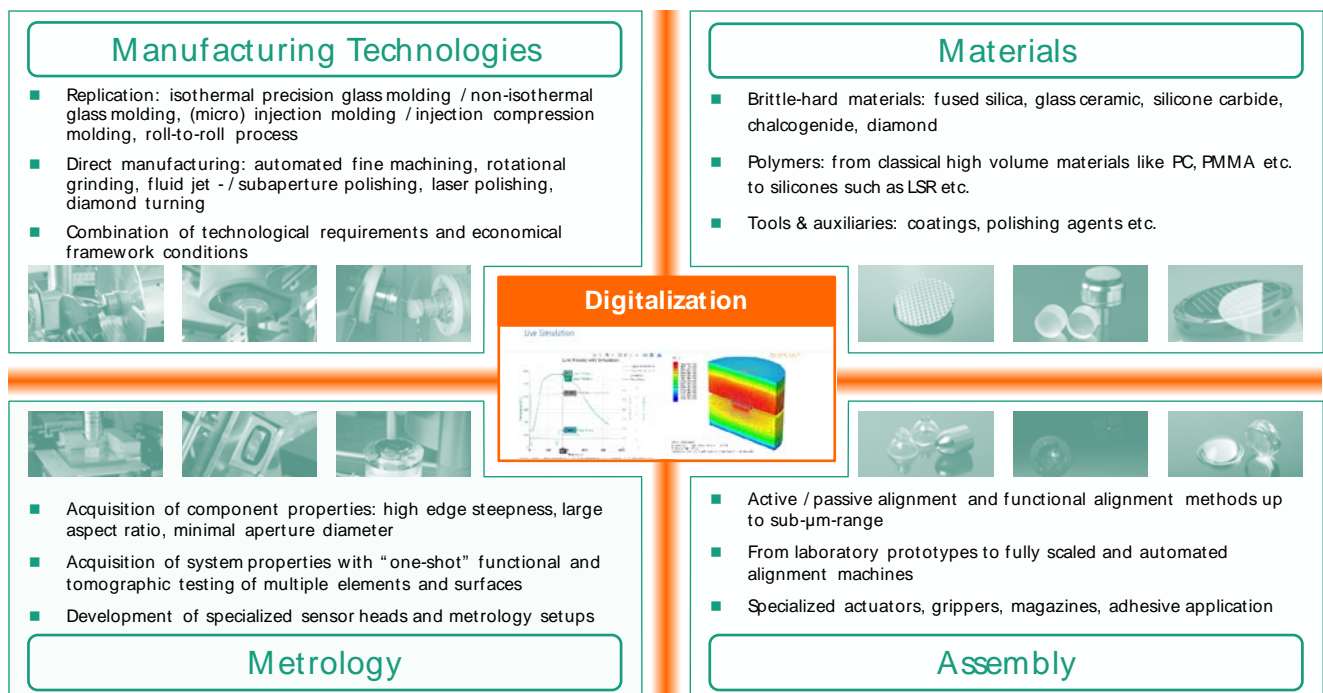 Manufacturing Technologies
Replication: isothermal precision glass molding / non-isothermal
glass molding, (micro) injection molding / injection compression
molding, roll-to-roll process
Direct manufacturing: automated fine machining, rotational
grinding, fluid jet - / subaperture polishing, laser polishing,
diamond turning
Combination of technological requirements and economical
framework conditions
Materials
Brittle-hard materials: fused silica, glass ceramic, silicone carbide,
chalcogenide, diamond
Polymers: from classical high volume materials like PC, PMMA etc.
to silicones such as LSR etc.
Tools & auxiliaries: coatings, polishing agents etc.
Digitalization
Live Simulation
Acquisition of component properties: high edge steepness, large
aspect ratio, minimal aperture diameter
Acquisition of system properties with “one-shot” functional and
tomographic testing of multiple elements and surfaces
Development of specialized sensor heads and metrology setups
Metrology
Active / passive alignment and functional alignment methods up
to sub-µm-range
From laboratory prototypes to fully scaled and automated
alignment machines
Specialized actuators, grippers, magazines, adhesive application
Assembly